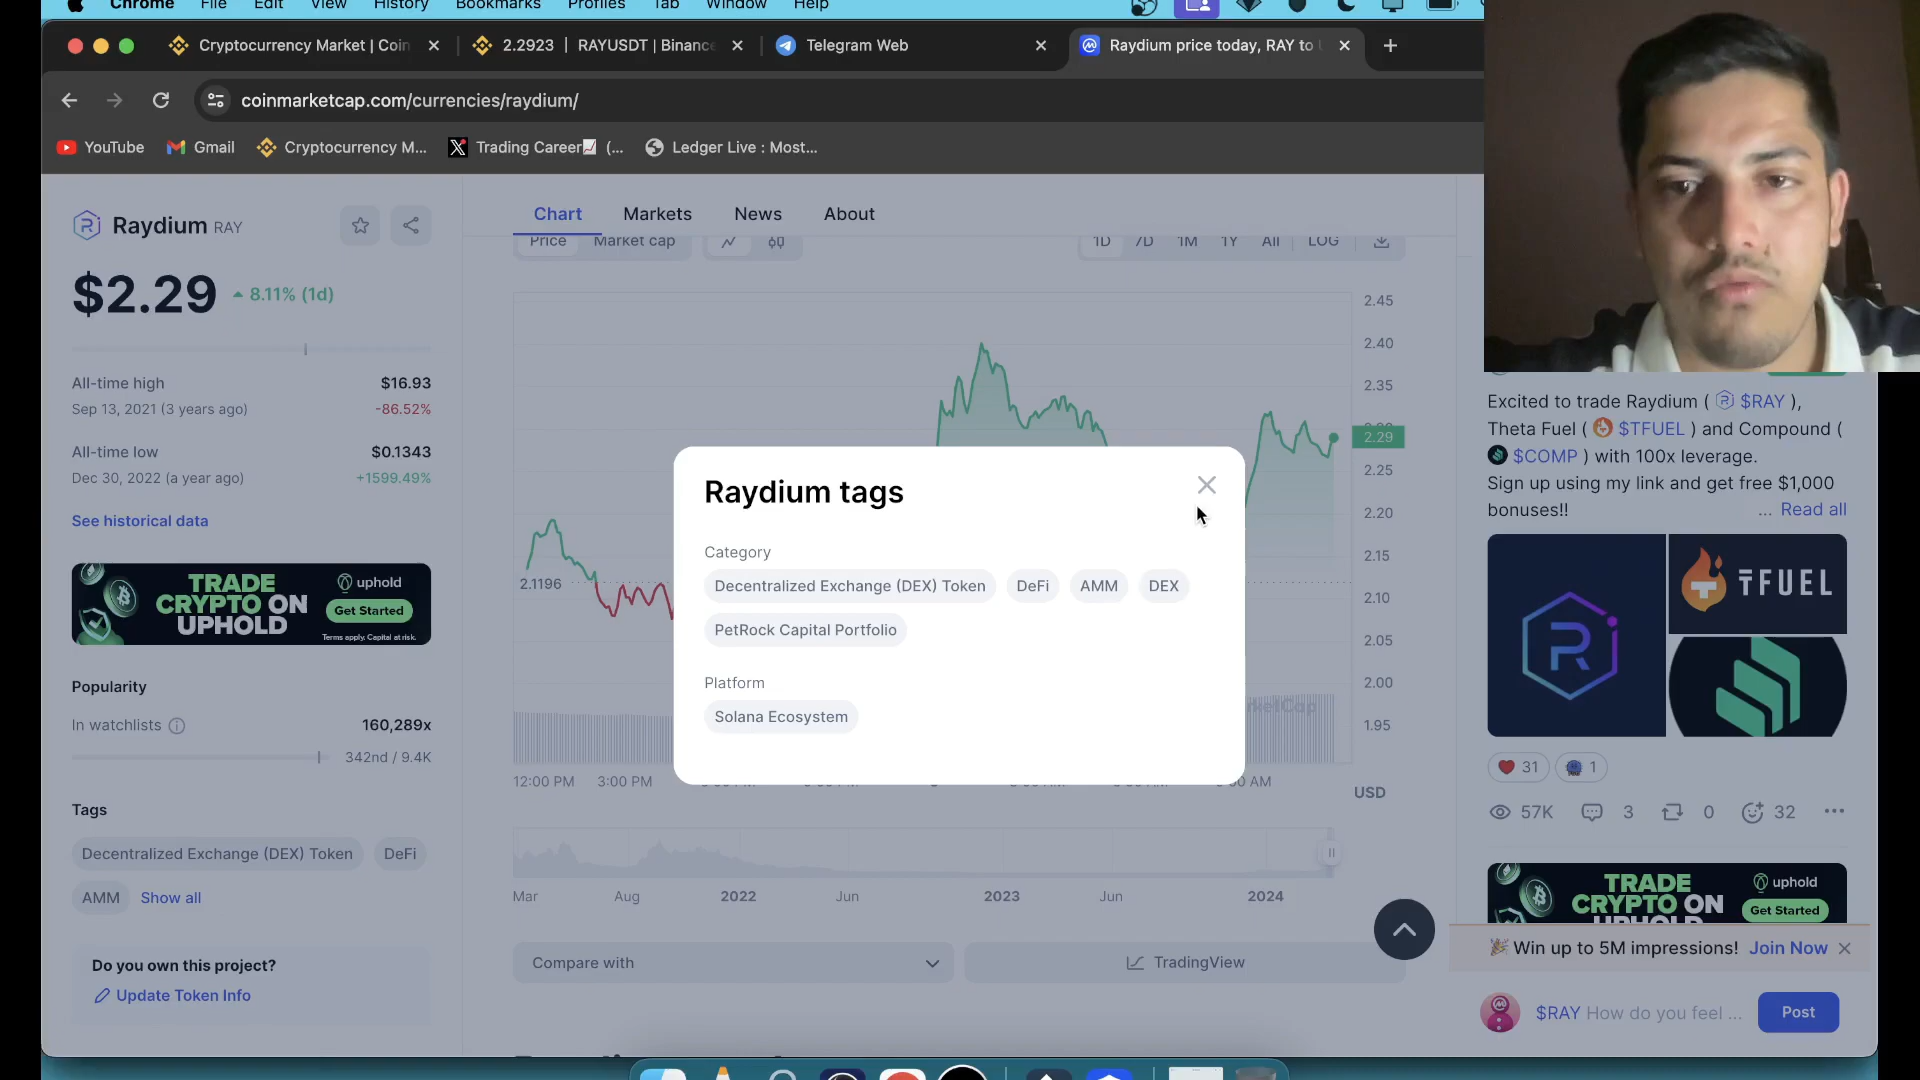 Chrome File Edit View History Bookmarks Profiles Tab Window Help
Cryptocurrency Market | Coin
2.2923 | RAYUSDT | Binance
Telegram Web
Raydium price today, RAY to
coinmarketcap.com/currencies/raydium/
YouTube
Gmail
Cryptocurrency M...
Trading Career📈 (...
Ledger Live : Most...
Raydium RAY
$2.29
8.11% (1d)
All-time high
$16.93
Sep 13, 2021 (3 years ago)
-86.52%
All-time low
$0.1343
Dec 30, 2022 (a year ago)
+1599.49%
See historical data
TRADE
CRYPTO ON
UPHOLD
uphold
Get Started
Terms apply. Capital at risk.
Popularity
In watchlists
160,289x
342nd / 9.4K
Tags
Decentralized Exchange (DEX) Token
DeFi
AMM
Show all
Do you own this project?
Update Token Info
Chart
Markets
News
About
Price
Market cap
1D
7D
1M
1Y
All
LOG
2.45
2.40
2.35
2.29
2.25
2.20
2.15
2.10
2.05
2.00
1.95
2.1196
12:00 PM
3:00 PM
AM
USD
Raydium tags
Category
Decentralized Exchange (DEX) Token
DeFi
AMM
DEX
PetRock Capital Portfolio
Platform
Solana Ecosystem
Mar
Aug
2022
Jun
2023
Jun
2024
Compare with
TradingView
Excited to trade Raydium ( $RAY ),
Theta Fuel ( $TFUEL ) and Compound (
$COMP ) with 100x leverage.
Sign up using my link and get free $1,000
bonuses!!
... Read all
TFUEL
31
1
57K
3
0
32
TRADE
CRYPTO ON
uphold
Get Started
Win up to 5M impressions! Join Now
$RAY How do you feel ...
Post